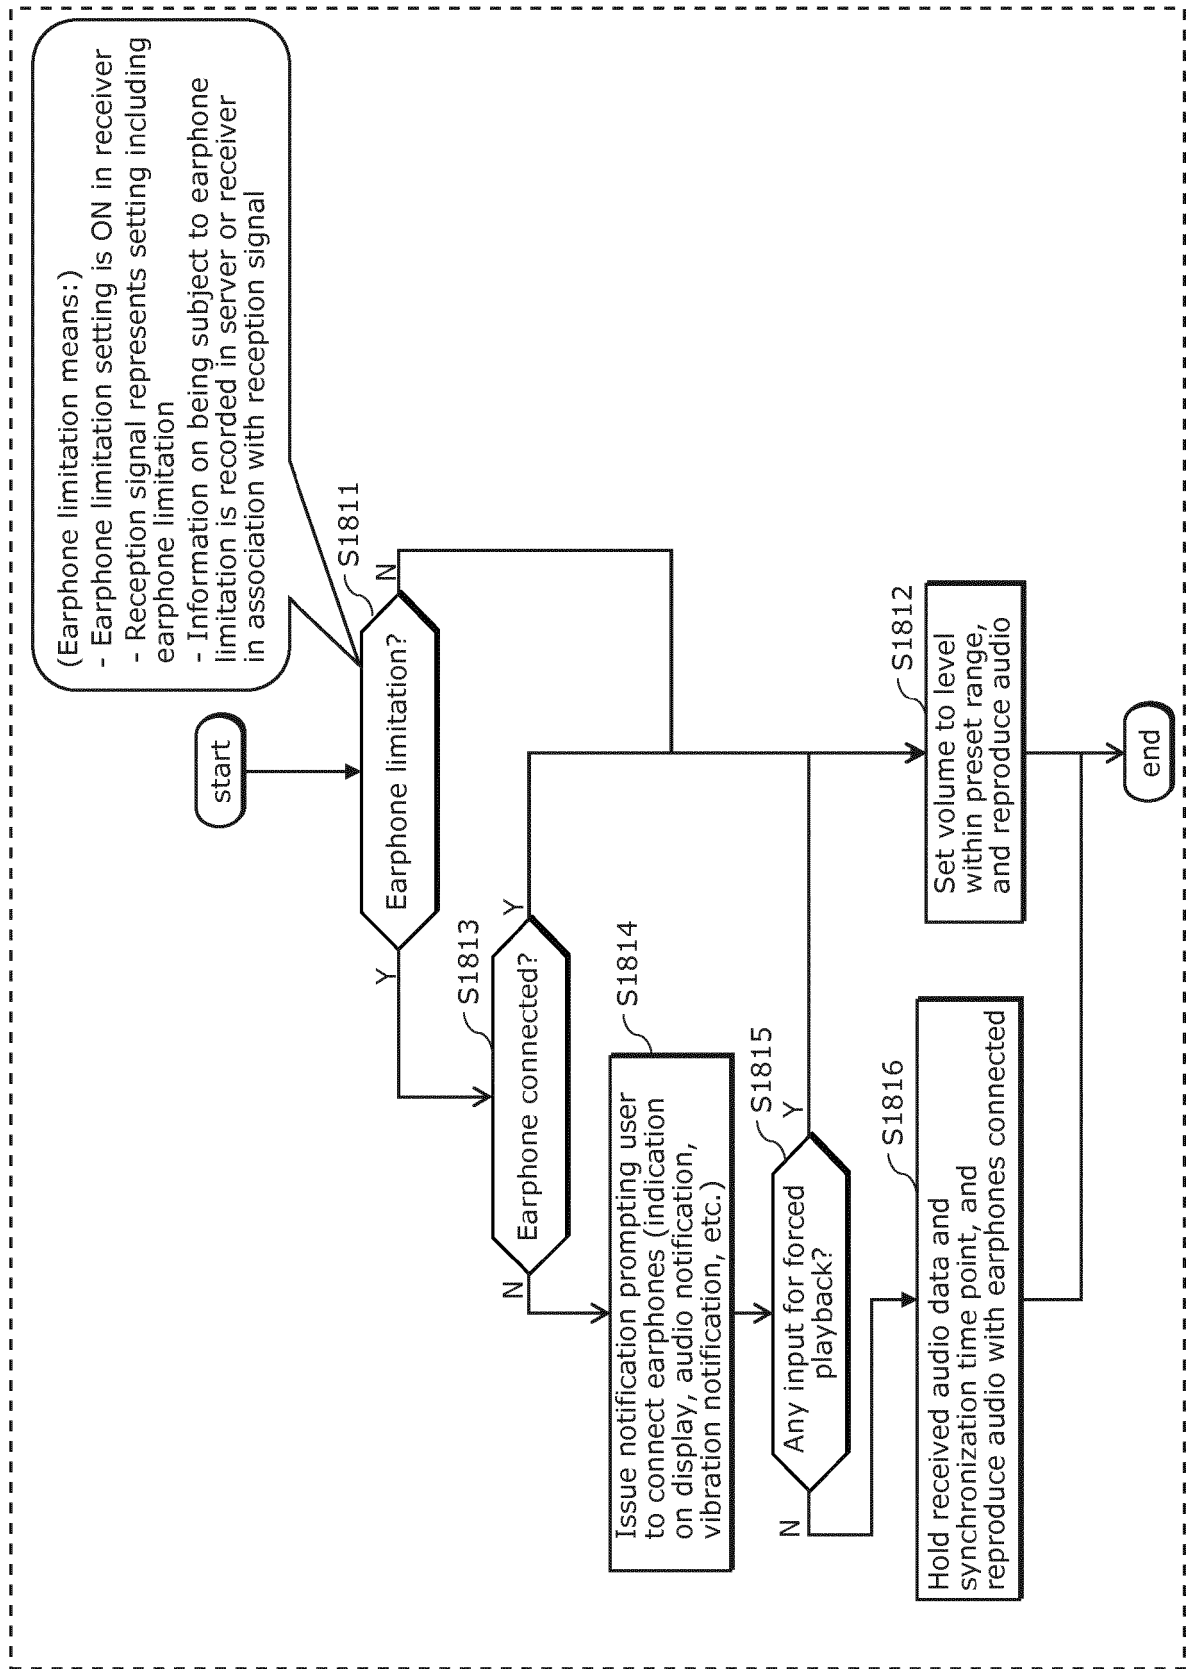 (Earphone limitation means:)
- Earphone limitation setting is ON in receiver
- Reception signal represents setting including
earphone limitation
- Information on being subject to earphone
limitation is recorded in server or receiver
in association with reception signal
start
S1811
Earphone limitation?
Y
N
S1813
Earphone connected?
Y
N
S1814
Issue notification prompting user
to connect earphones (indication
on display, audio notification,
vibration notification, etc.)
S1815
Any input for forced
playback?
Y
N
S1816
Hold received audio data and
synchronization time point, and
reproduce audio with earphones connected
S1812
Set volume to level
within preset range,
and reproduce audio
end